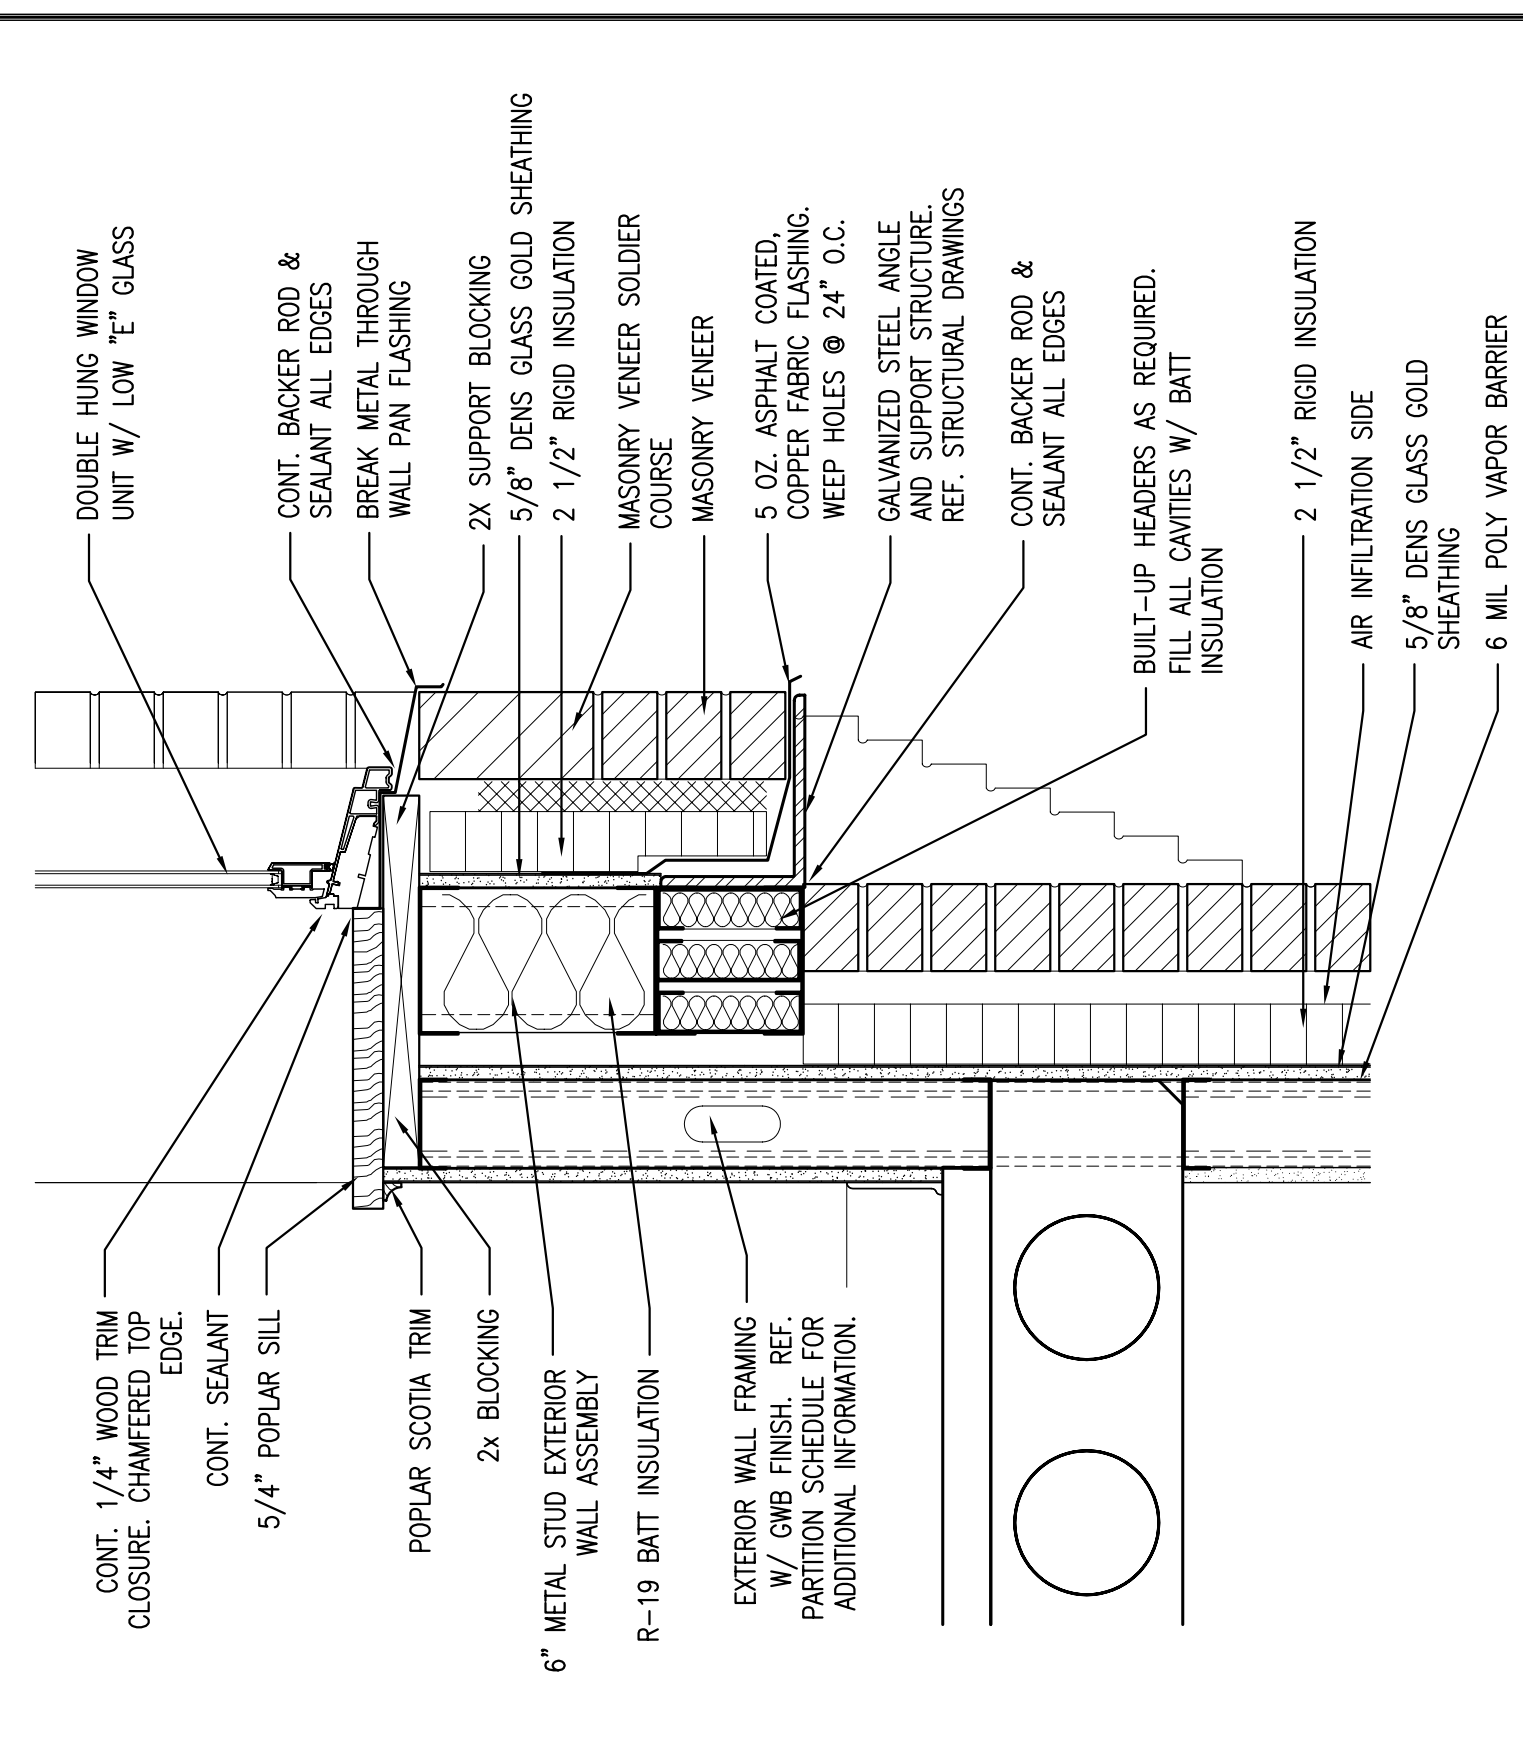 DOUBLE HUNG WINDOW
UNIT W/ LOW "E" GLASS
CONT. BACKER ROD &
SEALANT ALL EDGES
BREAK METAL THROUGH
WALL PAN FLASHING
2X SUPPORT BLOCKING
5/8" DENS GLASS GOLD SHEATHING
2 1/2" RIGID INSULATION
MASONRY VENEER SOLDIER
COURSE
MASONRY VENEER
5 OZ. ASPHALT COATED,
COPPER FABRIC FLASHING.
WEEP HOLES @ 24" O.C.
GALVANIZED STEEL ANGLE
AND SUPPORT STRUCTURE.
REF. STRUCTURAL DRAWINGS
CONT. BACKER ROD &
SEALANT ALL EDGES
BUILT-UP HEADERS AS REQUIRED.
FILL ALL CAVITIES W/ BATT
INSULATION
2 1/2" RIGID INSULATION
AIR INFILTRATION SIDE
5/8" DENS GLASS GOLD
SHEATHING
6 MIL POLY VAPOR BARRIER
CONT. 1/4" WOOD TRIM
CLOSURE. CHAMFERED TOP
EDGE.
CONT. SEALANT
5/4" POPLAR SILL
POPLAR SCOTIA TRIM
2x BLOCKING
6" METAL STUD EXTERIOR
WALL ASSEMBLY
R-19 BATT INSULATION
EXTERIOR WALL FRAMING
W/ GWB FINISH. REF.
PARTITION SCHEDULE FOR
ADDITIONAL INFORMATION.